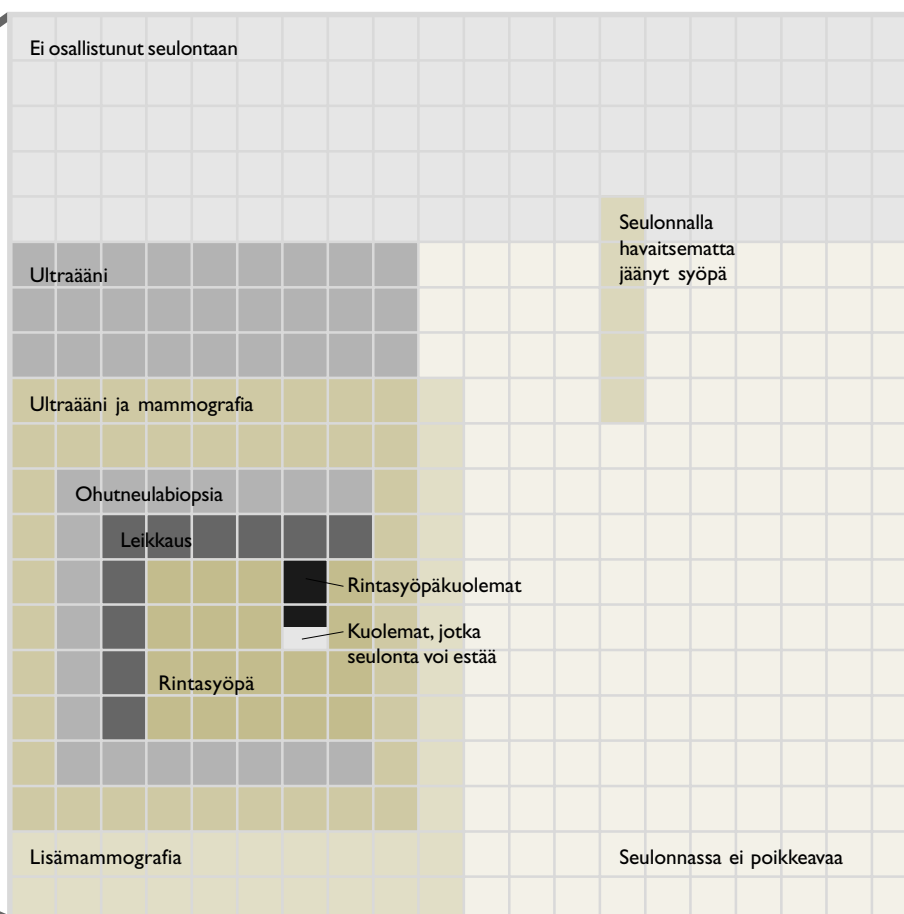 Ei osallistunut seulontaan
Seulonnalla
havaitsematta
jäänyt syöpä
Ultraääni
Ultraääni ja mammografia
Ohutneulabiopsia
Leikkaus
Rintasyöpäkuolemat
Kuolemat, jotka
seulonta voi estää
Rintasyöpä
Lisämammografia
Seulonnassa ei poikkeavaa